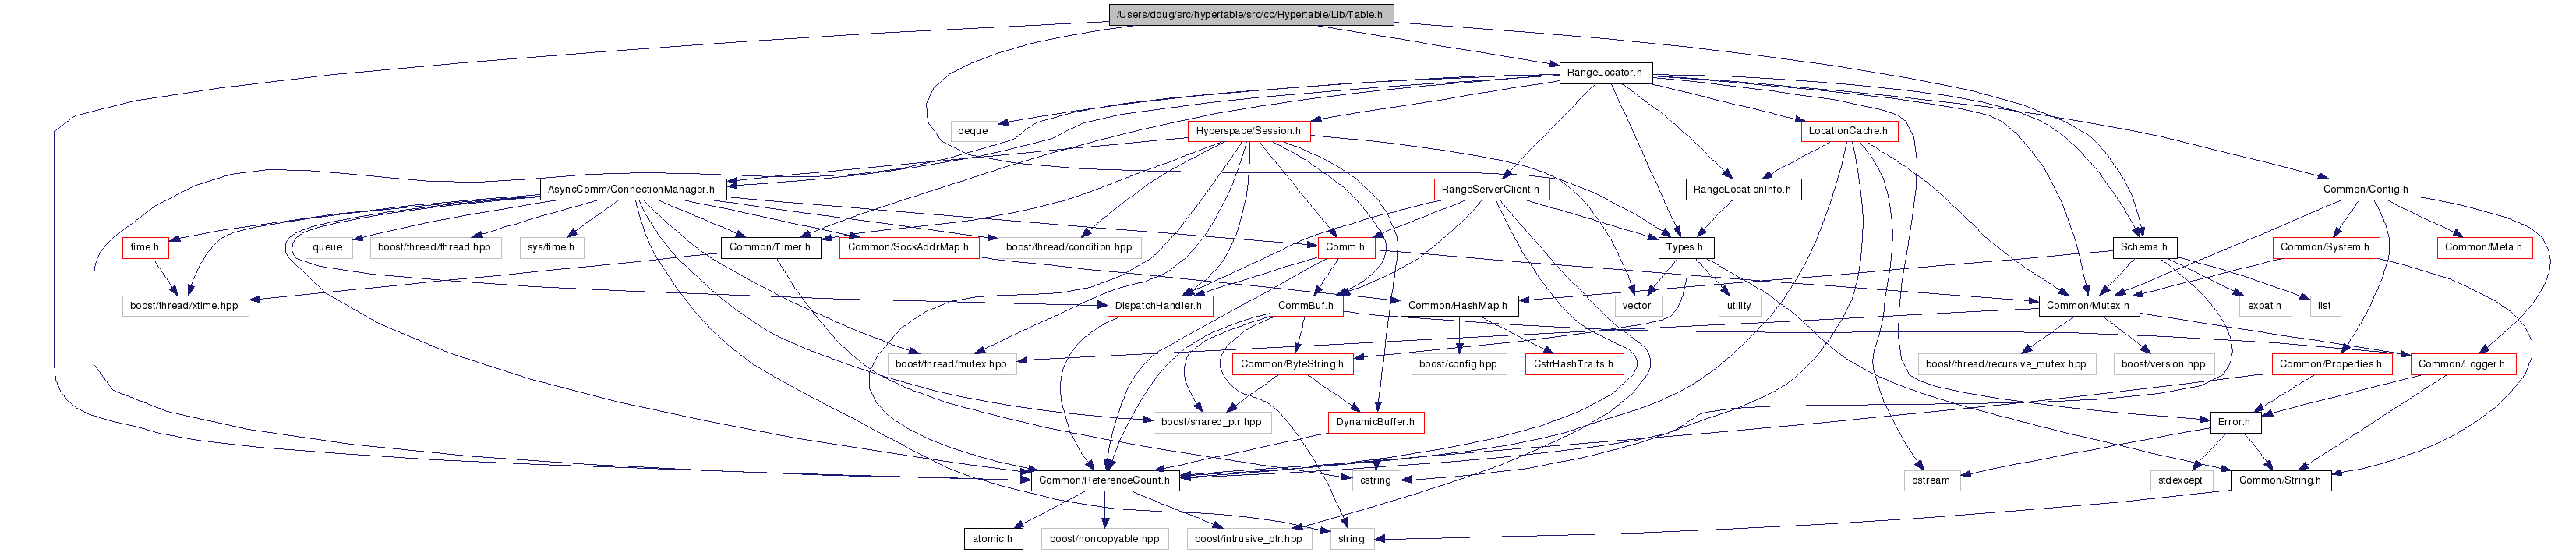 /Users/doug/src/hypertable/src/cc/Hypertable/Lib/Table.h
RangeLocator.h
deque
Hyperspace/Session.h
LocationCache.h
AsyncComm/ConnectionManager.h
RangeServerClient.h
RangeLocationInfo.h
Common/Config.h
time.h
queue
boost/thread/thread.hpp
sys/time.h
Common/Timer.h
Common/SockAddrMap.h
boost/thread/condition.hpp
Comm.h
Types.h
Schema.h
Common/System.h
Common/Meta.h
boost/thread/xtime.hpp
DispatchHandler.h
CommBuf.h
Common/HashMap.h
vector
utility
Common/Mutex.h
expat.h
list
boost/thread/mutex.hpp
Common/ByteString.h
boost/config.hpp
CstrHashTraits.h
boost/thread/recursive_mutex.hpp
boost/version.hpp
Common/Properties.h
Common/Logger.h
boost/shared_ptr.hpp
DynamicBuffer.h
Error.h
Common/ReferenceCount.h
cstring
ostream
stdexcept
Common/String.h
atomic.h
boost/noncopyable.hpp
boost/intrusive_ptr.hpp
string